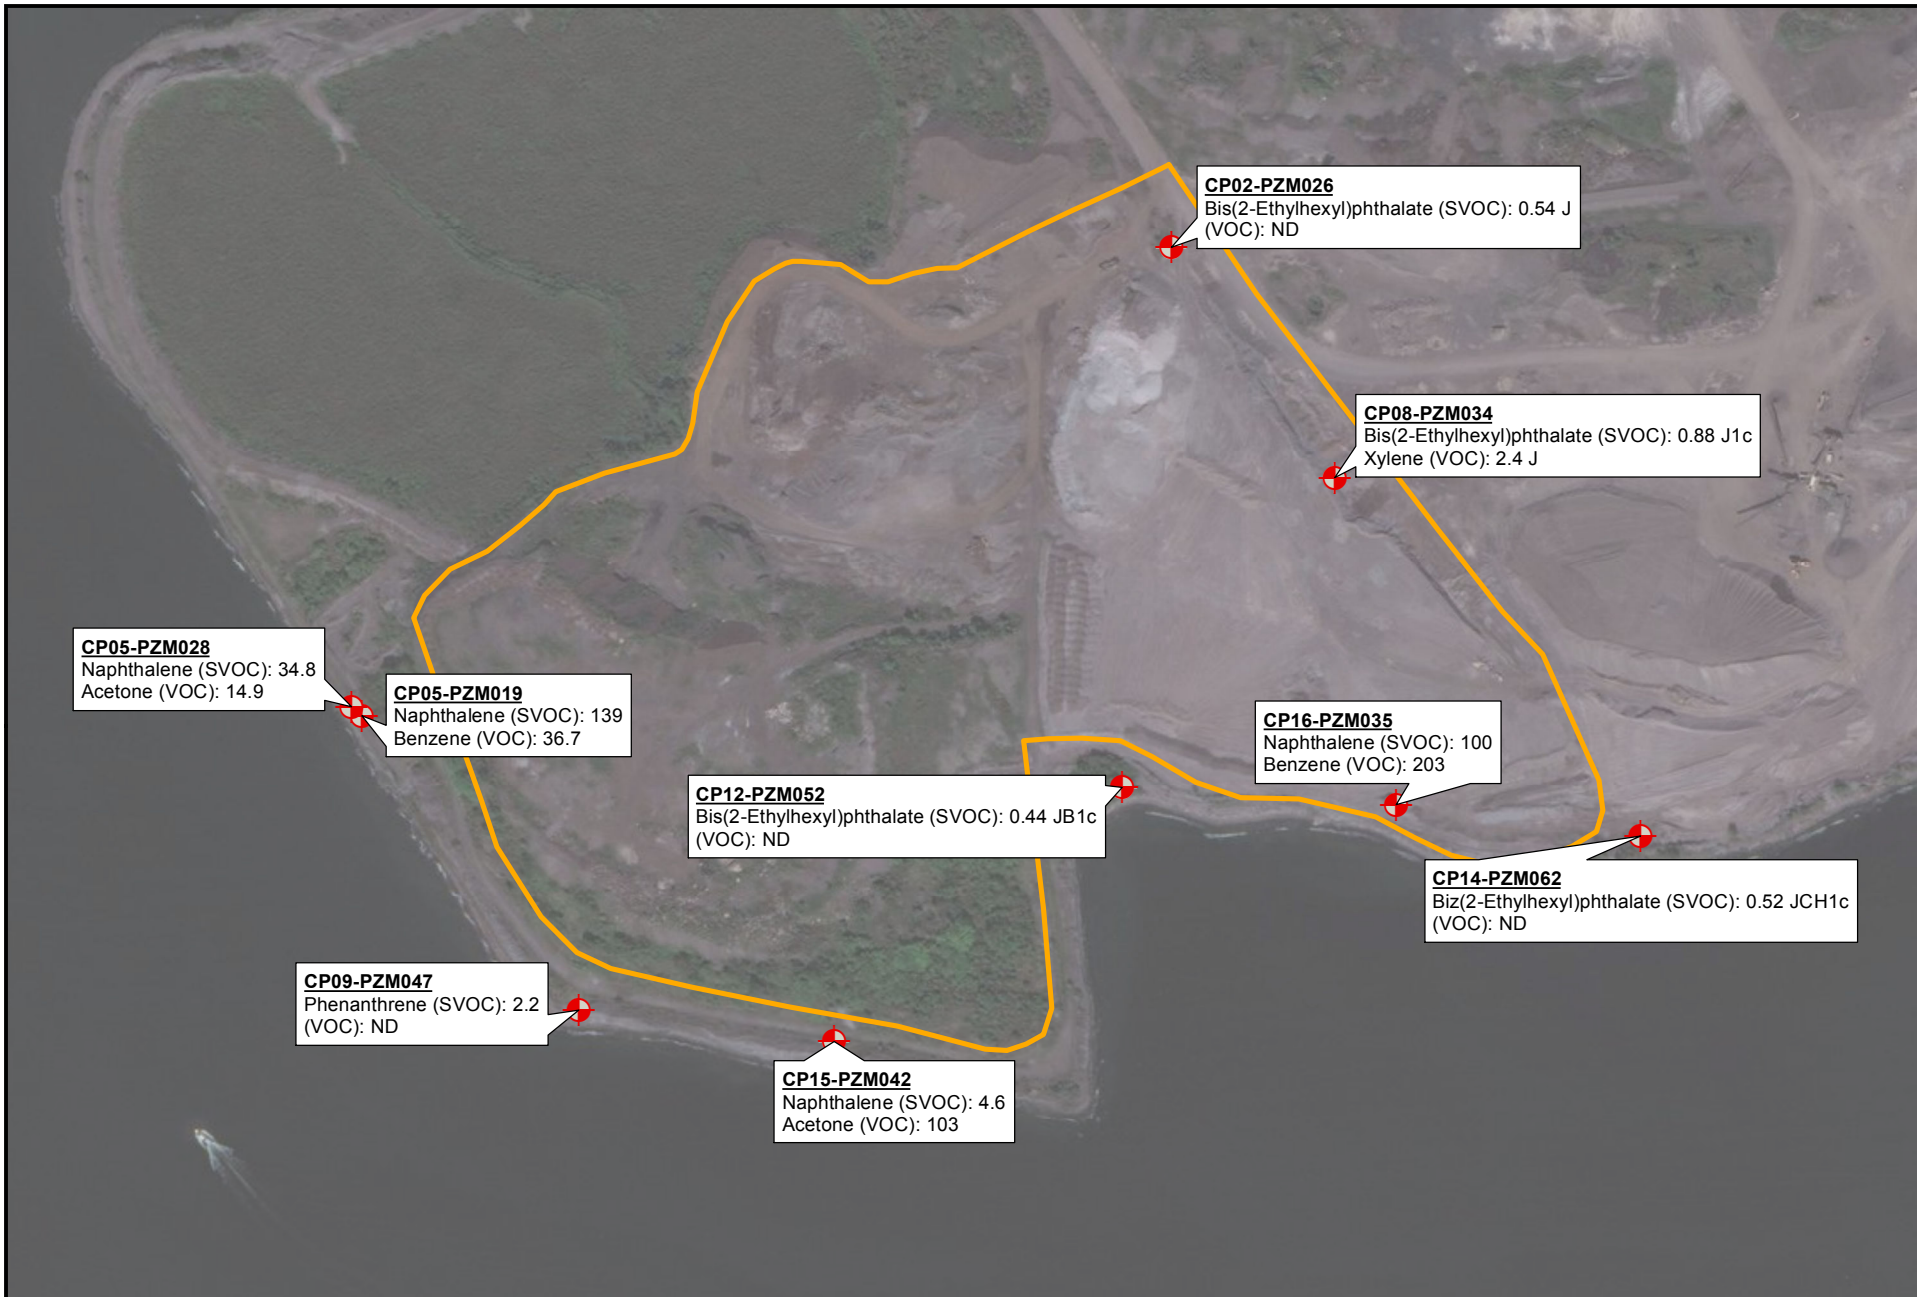 CP02-PZM026
Bis(2-Ethylhexyl)phthalate (SVOC): 0.54 J
(VOC): ND
CP08-PZM034
Bis(2-Ethylhexyl)phthalate (SVOC): 0.88 J1c
Xylene (VOC): 2.4 J
CP05-PZM028
Naphthalene (SVOC): 34.8
Acetone (VOC): 14.9
CP05-PZM019
Naphthalene (SVOC): 139
Benzene (VOC): 36.7
CP16-PZM035
Naphthalene (SVOC): 100
Benzene (VOC): 203
CP12-PZM052
Bis(2-Ethylhexyl)phthalate (SVOC): 0.44 JB1c
(VOC): ND
CP14-PZM062
Biz(2-Ethylhexyl)phthalate (SVOC): 0.52 JCH1c
(VOC): ND
CP09-PZM047
Phenanthrene (SVOC): 2.2
(VOC): ND
CP15-PZM042
Naphthalene (SVOC): 4.6
Acetone (VOC): 103